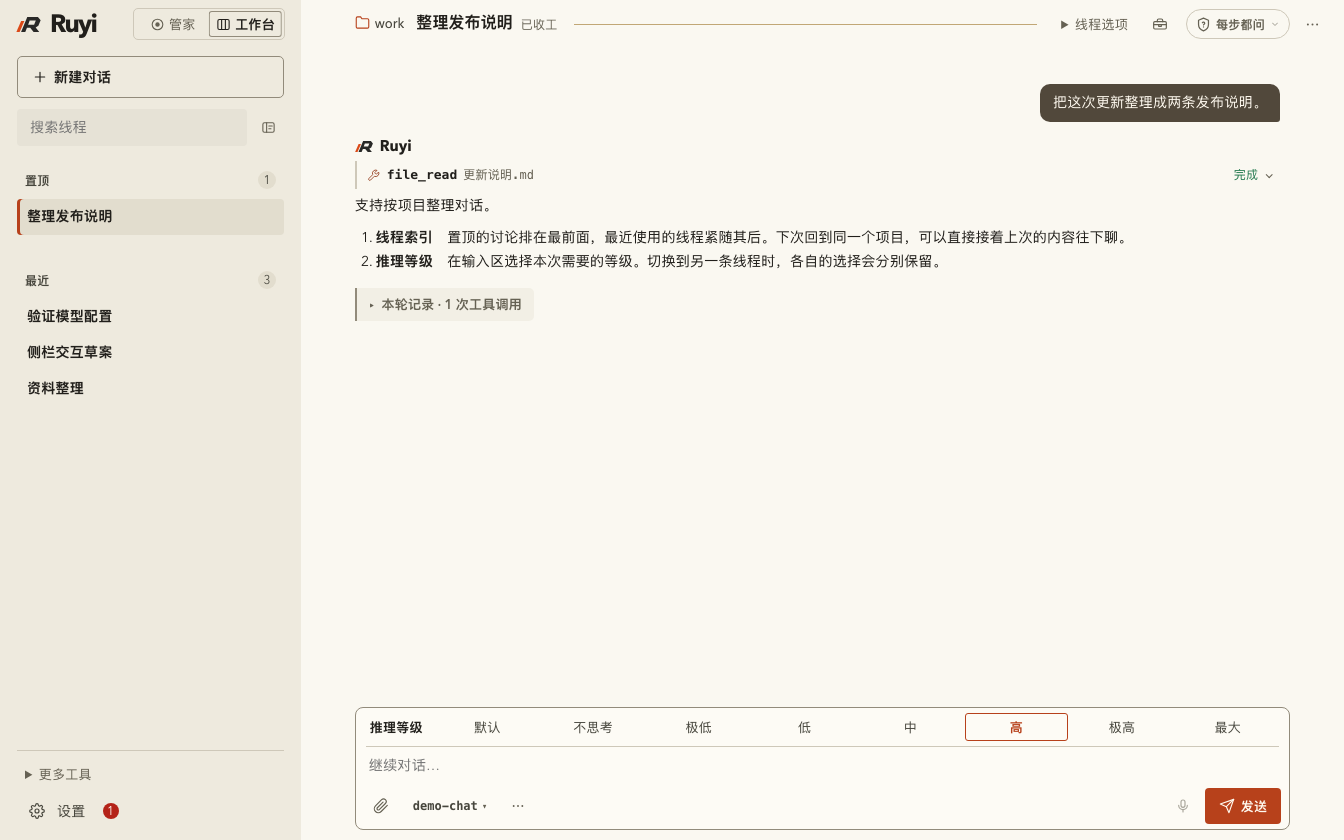 Ruyi
管家
工作台
新建对话
搜索线程
置顶 1
整理发布说明
最近 3
验证模型配置
侧栏交互草案
资料整理
更多工具
设置 1
work 整理发布说明 已收工
线程选项
每步都问
把这次更新整理成两条发布说明。
Ruyi
file_read 更新说明.md 完成
支持按项目整理对话。
1. 线程索引 置顶的讨论排在最前面，最近使用的线程紧随其后。下次回到同一个项目，可以直接接着上次的内容往下聊。
2. 推理等级 在输入区选择本次需要的等级。切换到另一条线程时，各自的选择会分别保留。
本轮记录 · 1 次工具调用
推理等级 默认 不思考 极低 低 中 高 极高 最大
继续对话…
demo-chat … 发送